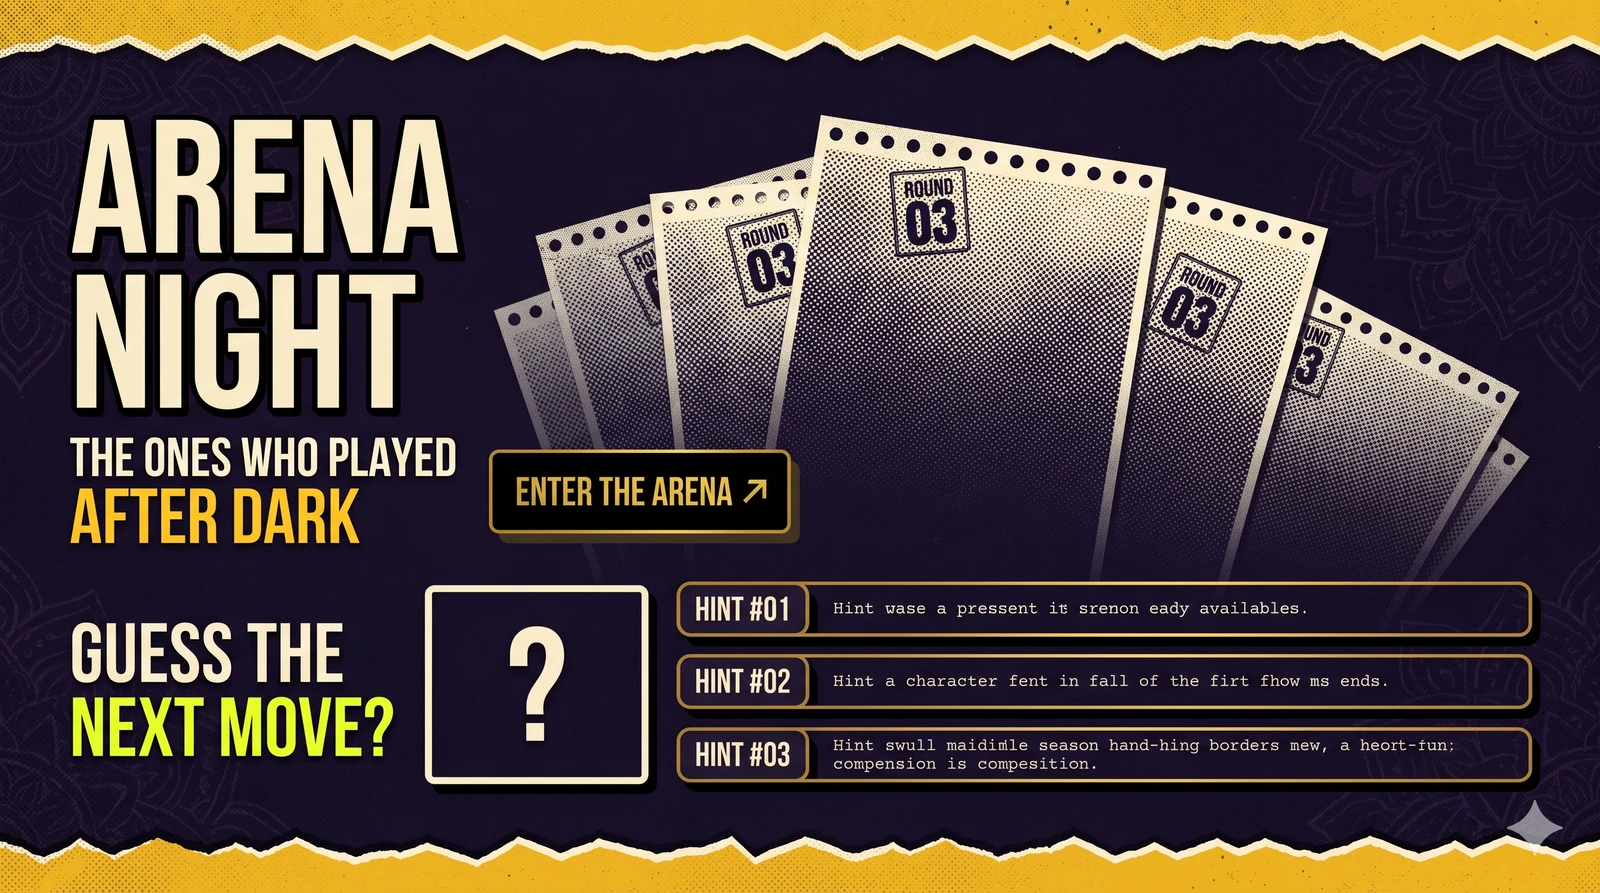 ARENA
NIGHT
THE ONES WHO PLAYED
AFTER DARK
ROUND
03
ROUND
03
ROUND
03
UND
3
ENTER THE ARENA ↗
GUESS THE
NEXT MOVE?
?
HINT #01
Hint wase a pressent it srenon eady availables.
HINT #02
Hint a character fent in fall of the firt fhow ms ends.
HINT #03
Hint swull maidimle season hand-hing borders mew, a heort-fun:
compension is compesition.